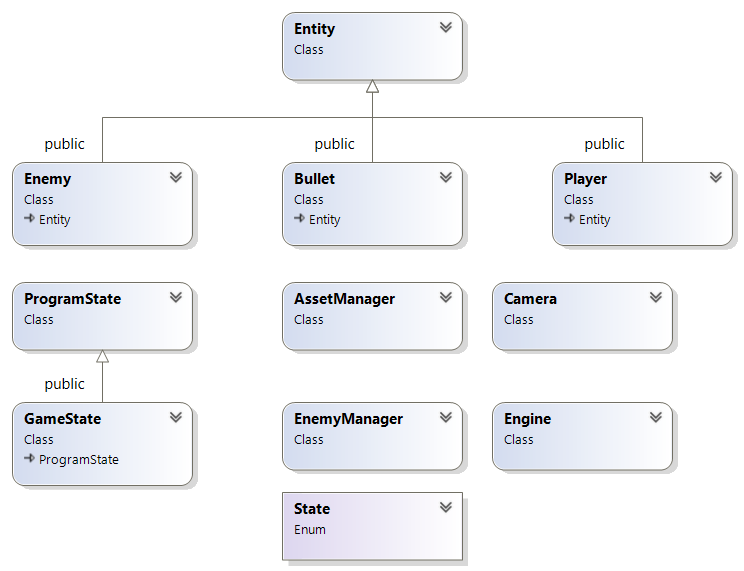 Entity
Class
public
public
public
Enemy
Class
Entity
Bullet
Class
Entity
Player
Class
Entity
ProgramState
Class
AssetManager
Class
Camera
Class
public
GameState
Class
ProgramState
EnemyManager
Class
Engine
Class
State
Enum